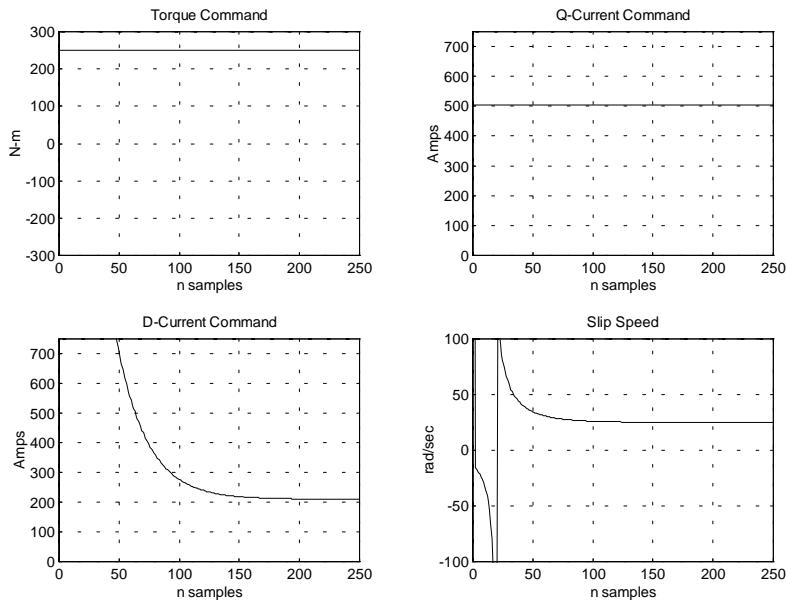 Torque Command
300
200
100
0
-100
-200
-300
N-m
0 50 100 150 200 250
n samples
Q-Current Command
700
600
500
400
300
200
100
0
Amps
0 50 100 150 200 250
n samples
D-Current Command
700
600
500
400
300
200
100
0
Amps
0 50 100 150 200 250
n samples
Slip Speed
100
50
0
-50
-100
rad/sec
0 50 100 150 200 250
n samples